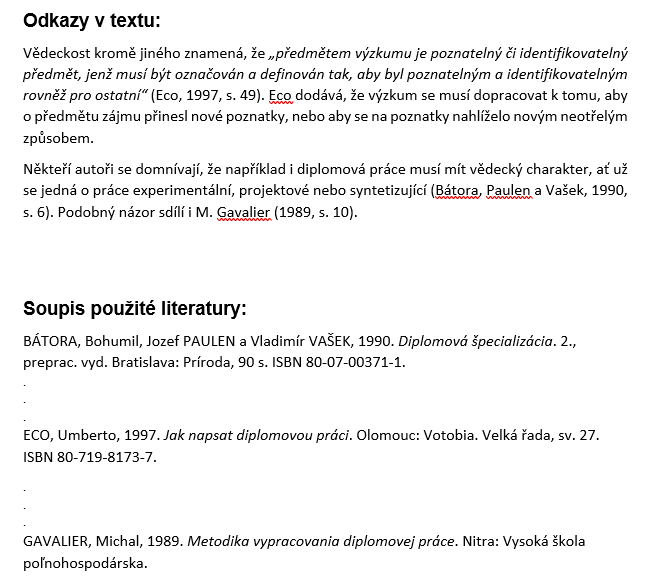 Odkazy v textu:
Vědeckost kromě jiného znamená, že „předmětem výzkumu je poznatelný či identifikovatelný
předmět, jenž musí být označován a definován tak, aby byl poznatelným a identifikovatelným
rovněž pro ostatní“ (Eco, 1997, s. 49). Eco dodává, že výzkum se musí dopracovat k tomu, aby
o předmětu zájmu přinesl nové poznatky, nebo aby se na poznatky nahlíželo novým neotřelým
způsobem.
Někteří autoři se domnívají, že například i diplomová práce musí mít vědecký charakter, ať už
se jedná o práce experimentální, projektové nebo syntetizující (Bátora, Paulen a Vašek, 1990,
s. 6). Podobný názor sdílí i M. Gavalier (1989, s. 10).
Soupis použité literatury:
BÁTORA, Bohumil, Jozef PAULEN a Vladimír VAŠEK, 1990. Diplomová špecializácia. 2.,
preprac. vyd. Bratislava: Príroda, 90 s. ISBN 80-07-00371-1.
.
.
.
ECO, Umberto, 1997. Jak napsat diplomovou práci. Olomouc: Votobia. Velká řada, sv. 27.
ISBN 80-719-8173-7.
.
.
.
GAVALIER, Michal, 1989. Metodika vypracovania diplomovej práce. Nitra: Vysoká škola
poľnohospodárska.